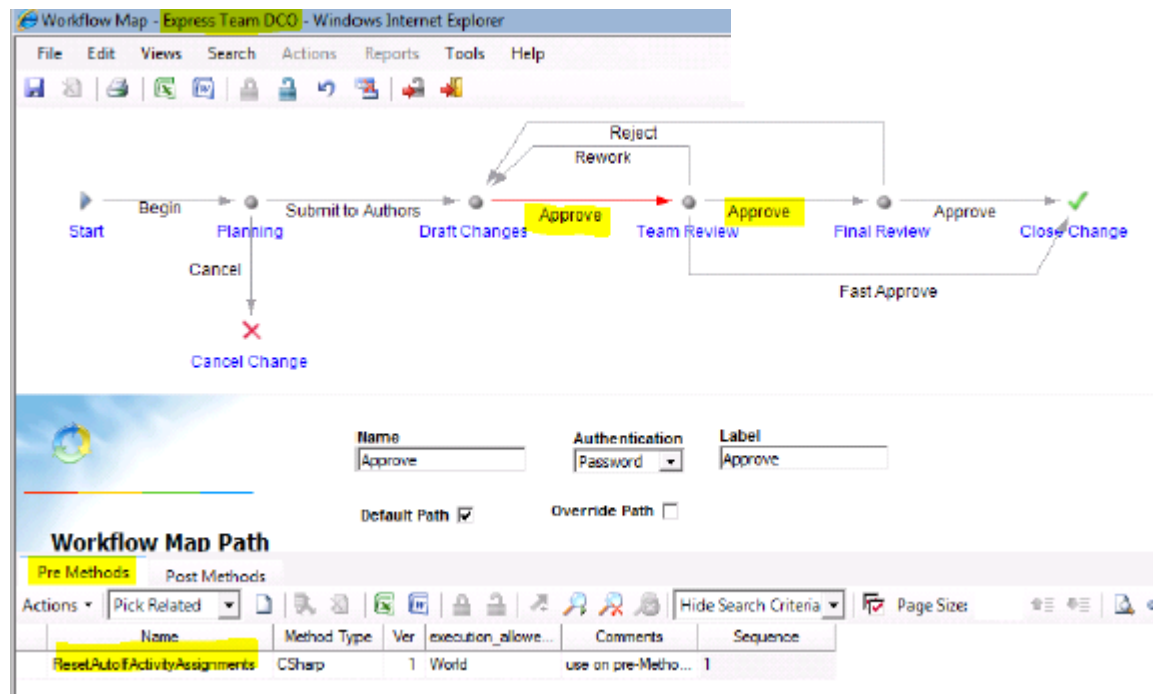 Workflow Map - Express Team DCO - Windows Internet Explorer
File Edit Views Search Actions Reports Tools Help
Reject
Rework
Begin Submit to Authors Approve Approve Approve
Start Planning Draft Changes Team Review Final Review Close Change
Cancel
Fast Approve
Cancel Change
Name Authentication Label
Approve Password Approve
Default Path Override Path
Workflow Map Path
Pre Methods Post Methods
Actions Pick Related Hide Search Criteria Page Size:
Name Method Type Ver execution_allowe... Comments Sequence
ResetAutoIfActivityAssignments CSharp 1 World use on pre-Metho... 1